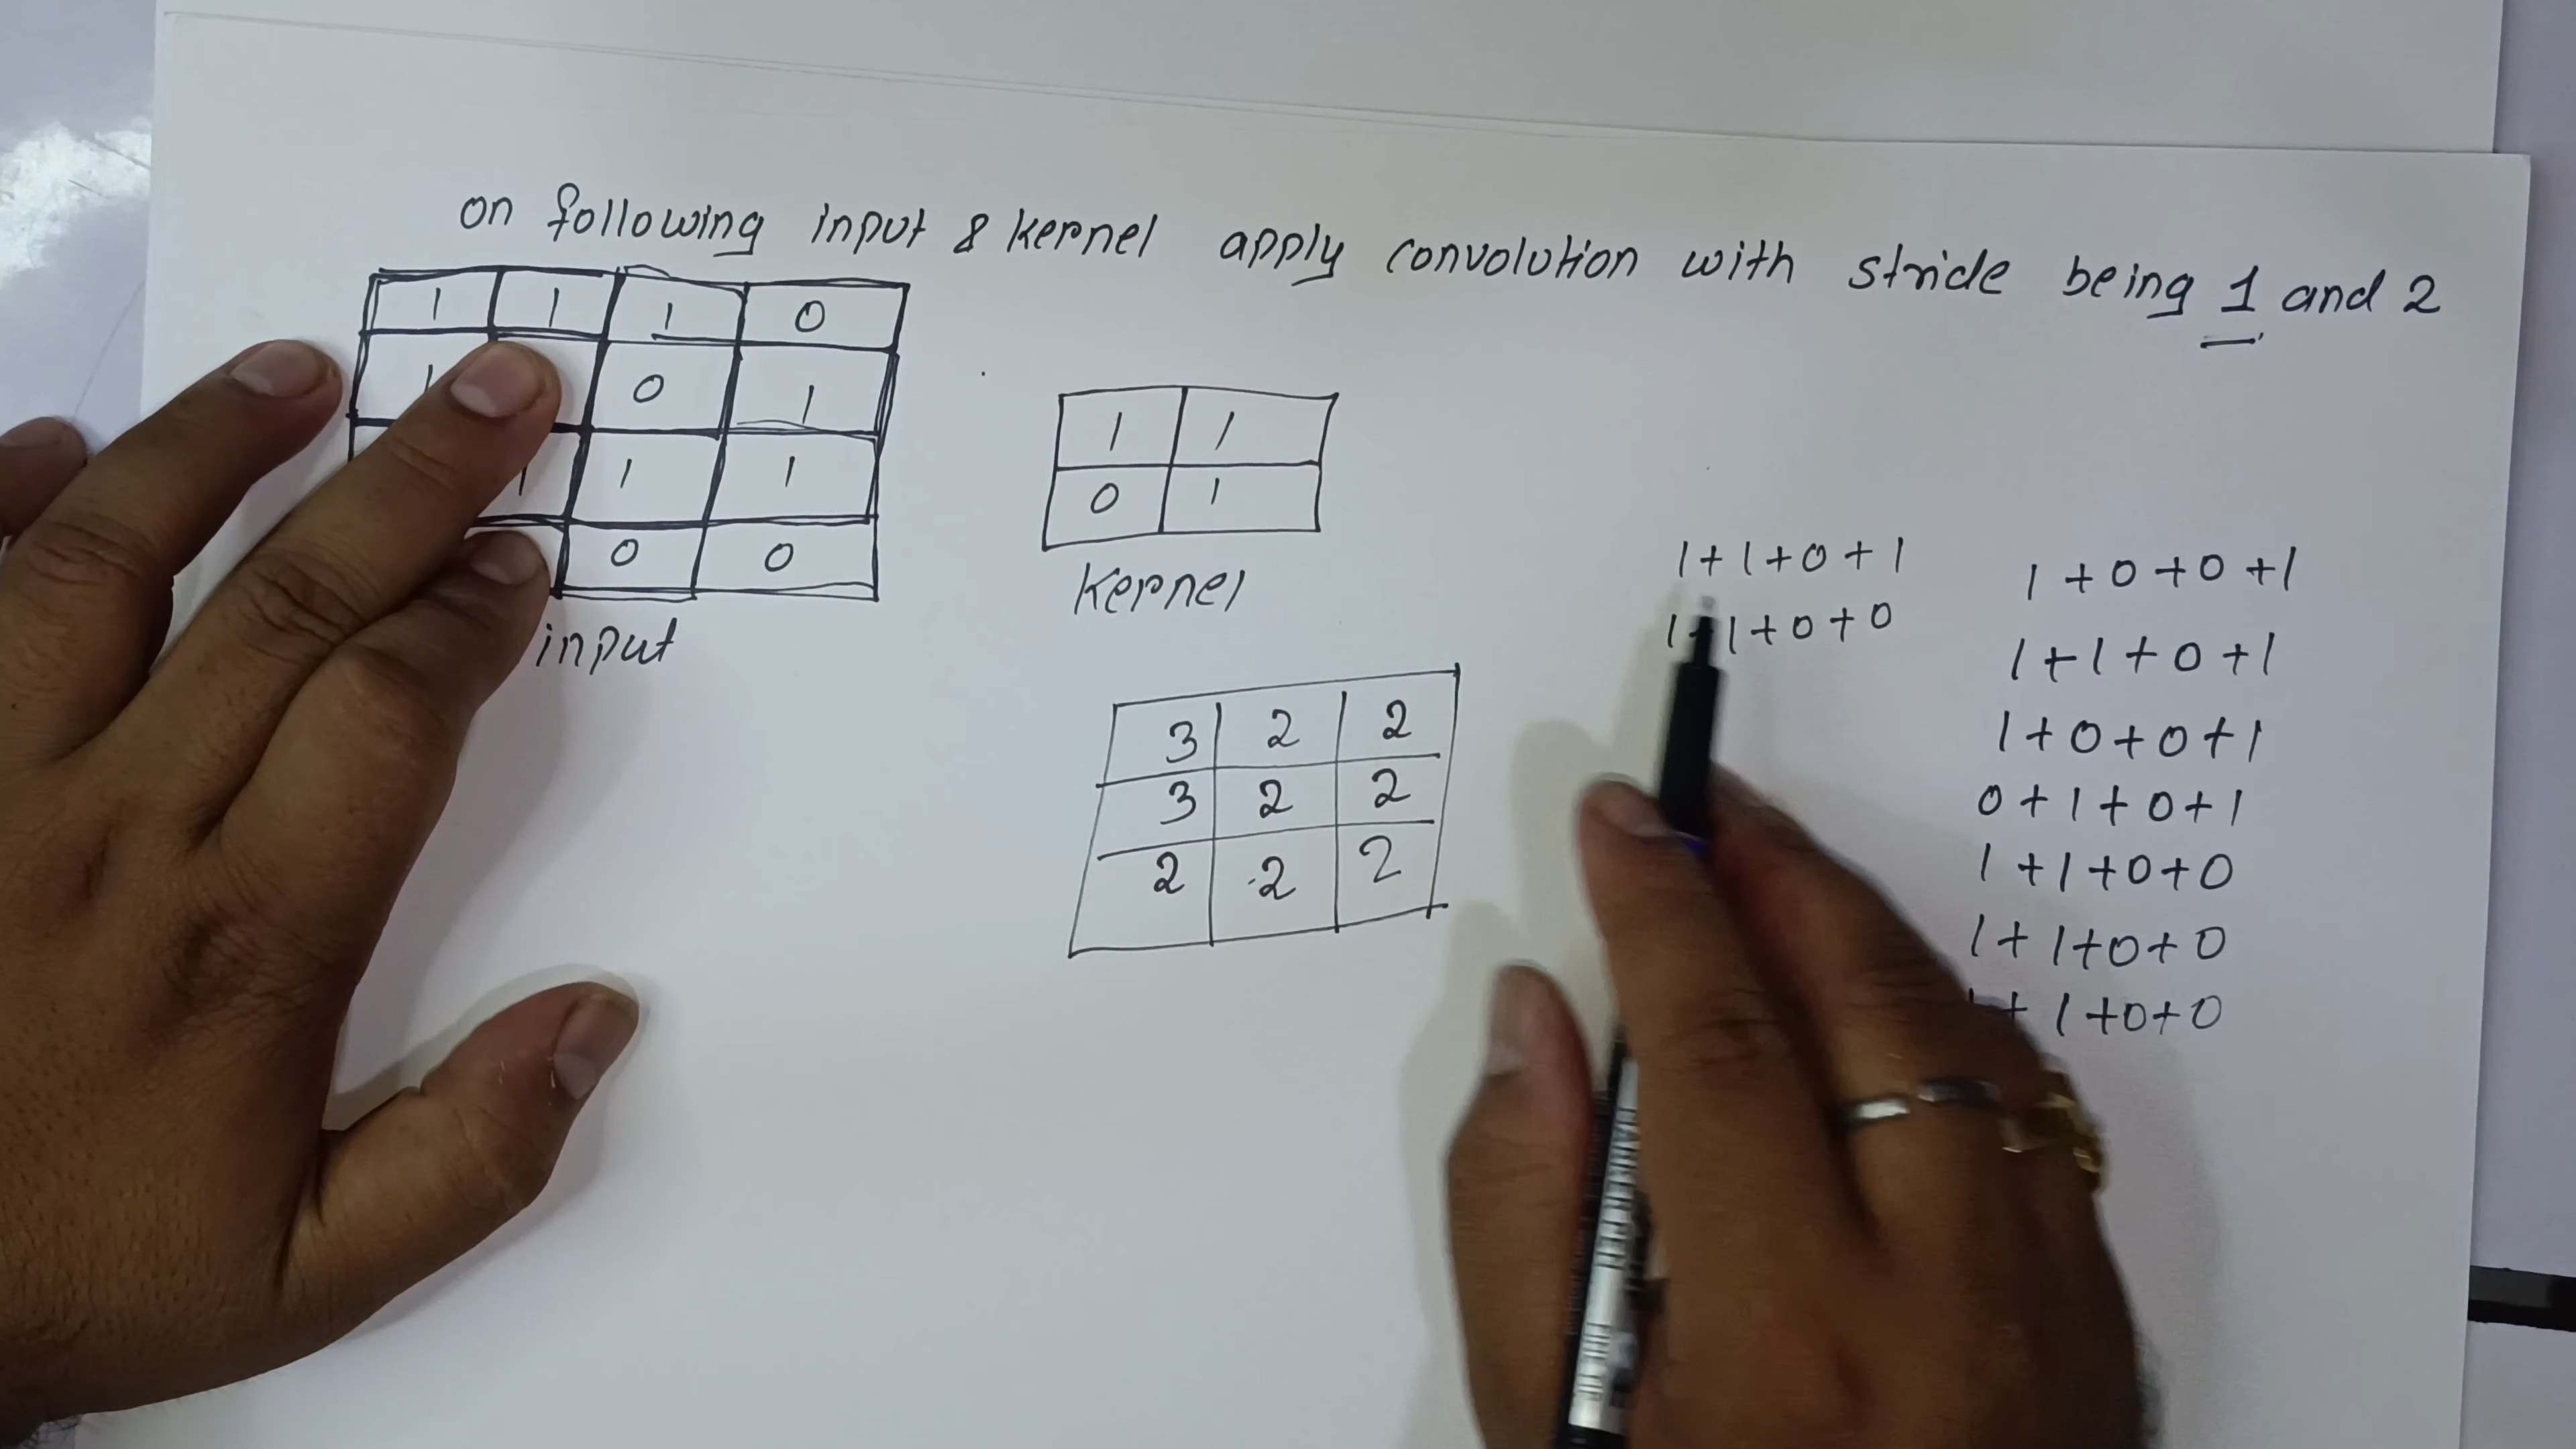 on following input & kernel apply convolution with stride being 1 and 2
1 1 1 0
1 0 1
1 1 1
0 0
input
1 1
0 1
kernel
3 2 2
3 2 2
2 2 2
1+1+0+1
1+1+0+0
1+0+0+1
1+1+0+1
1+0+0+1
0+1+0+1
1+1+0+0
1+1+0+0
+1+0+0